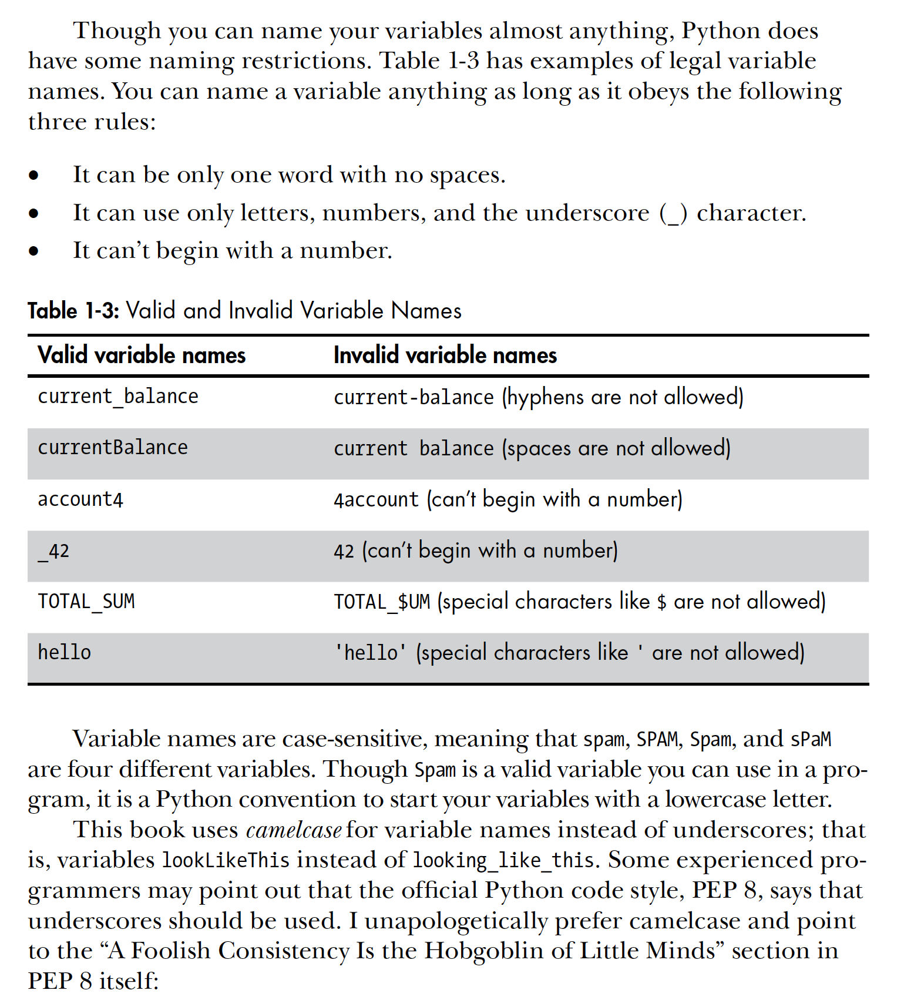 Though you can name your variables almost anything, Python does
have some naming restrictions. Table 1-3 has examples of legal variable
names. You can name a variable anything as long as it obeys the following
three rules:
• It can be only one word with no spaces.
• It can use only letters, numbers, and the underscore (_) character.
• It can’t begin with a number.
Table 1-3: Valid and Invalid Variable Names
Valid variable names Invalid variable names
current_balance current-balance (hyphens are not allowed)
currentBalance current balance (spaces are not allowed)
account4 4account (can’t begin with a number)
_42 42 (can’t begin with a number)
TOTAL_SUM TOTAL_$UM (special characters like $ are not allowed)
hello 'hello' (special characters like ' are not allowed)
Variable names are case-sensitive, meaning that spam, SPAM, Spam, and sPaM
are four different variables. Though Spam is a valid variable you can use in a pro-
gram, it is a Python convention to start your variables with a lowercase letter.
This book uses camelcase for variable names instead of underscores; that
is, variables lookLikeThis instead of looking_like_this. Some experienced pro-
grammers may point out that the official Python code style, PEP 8, says that
underscores should be used. I unapologetically prefer camelcase and point
to the “A Foolish Consistency Is the Hobgoblin of Little Minds” section in
PEP 8 itself: